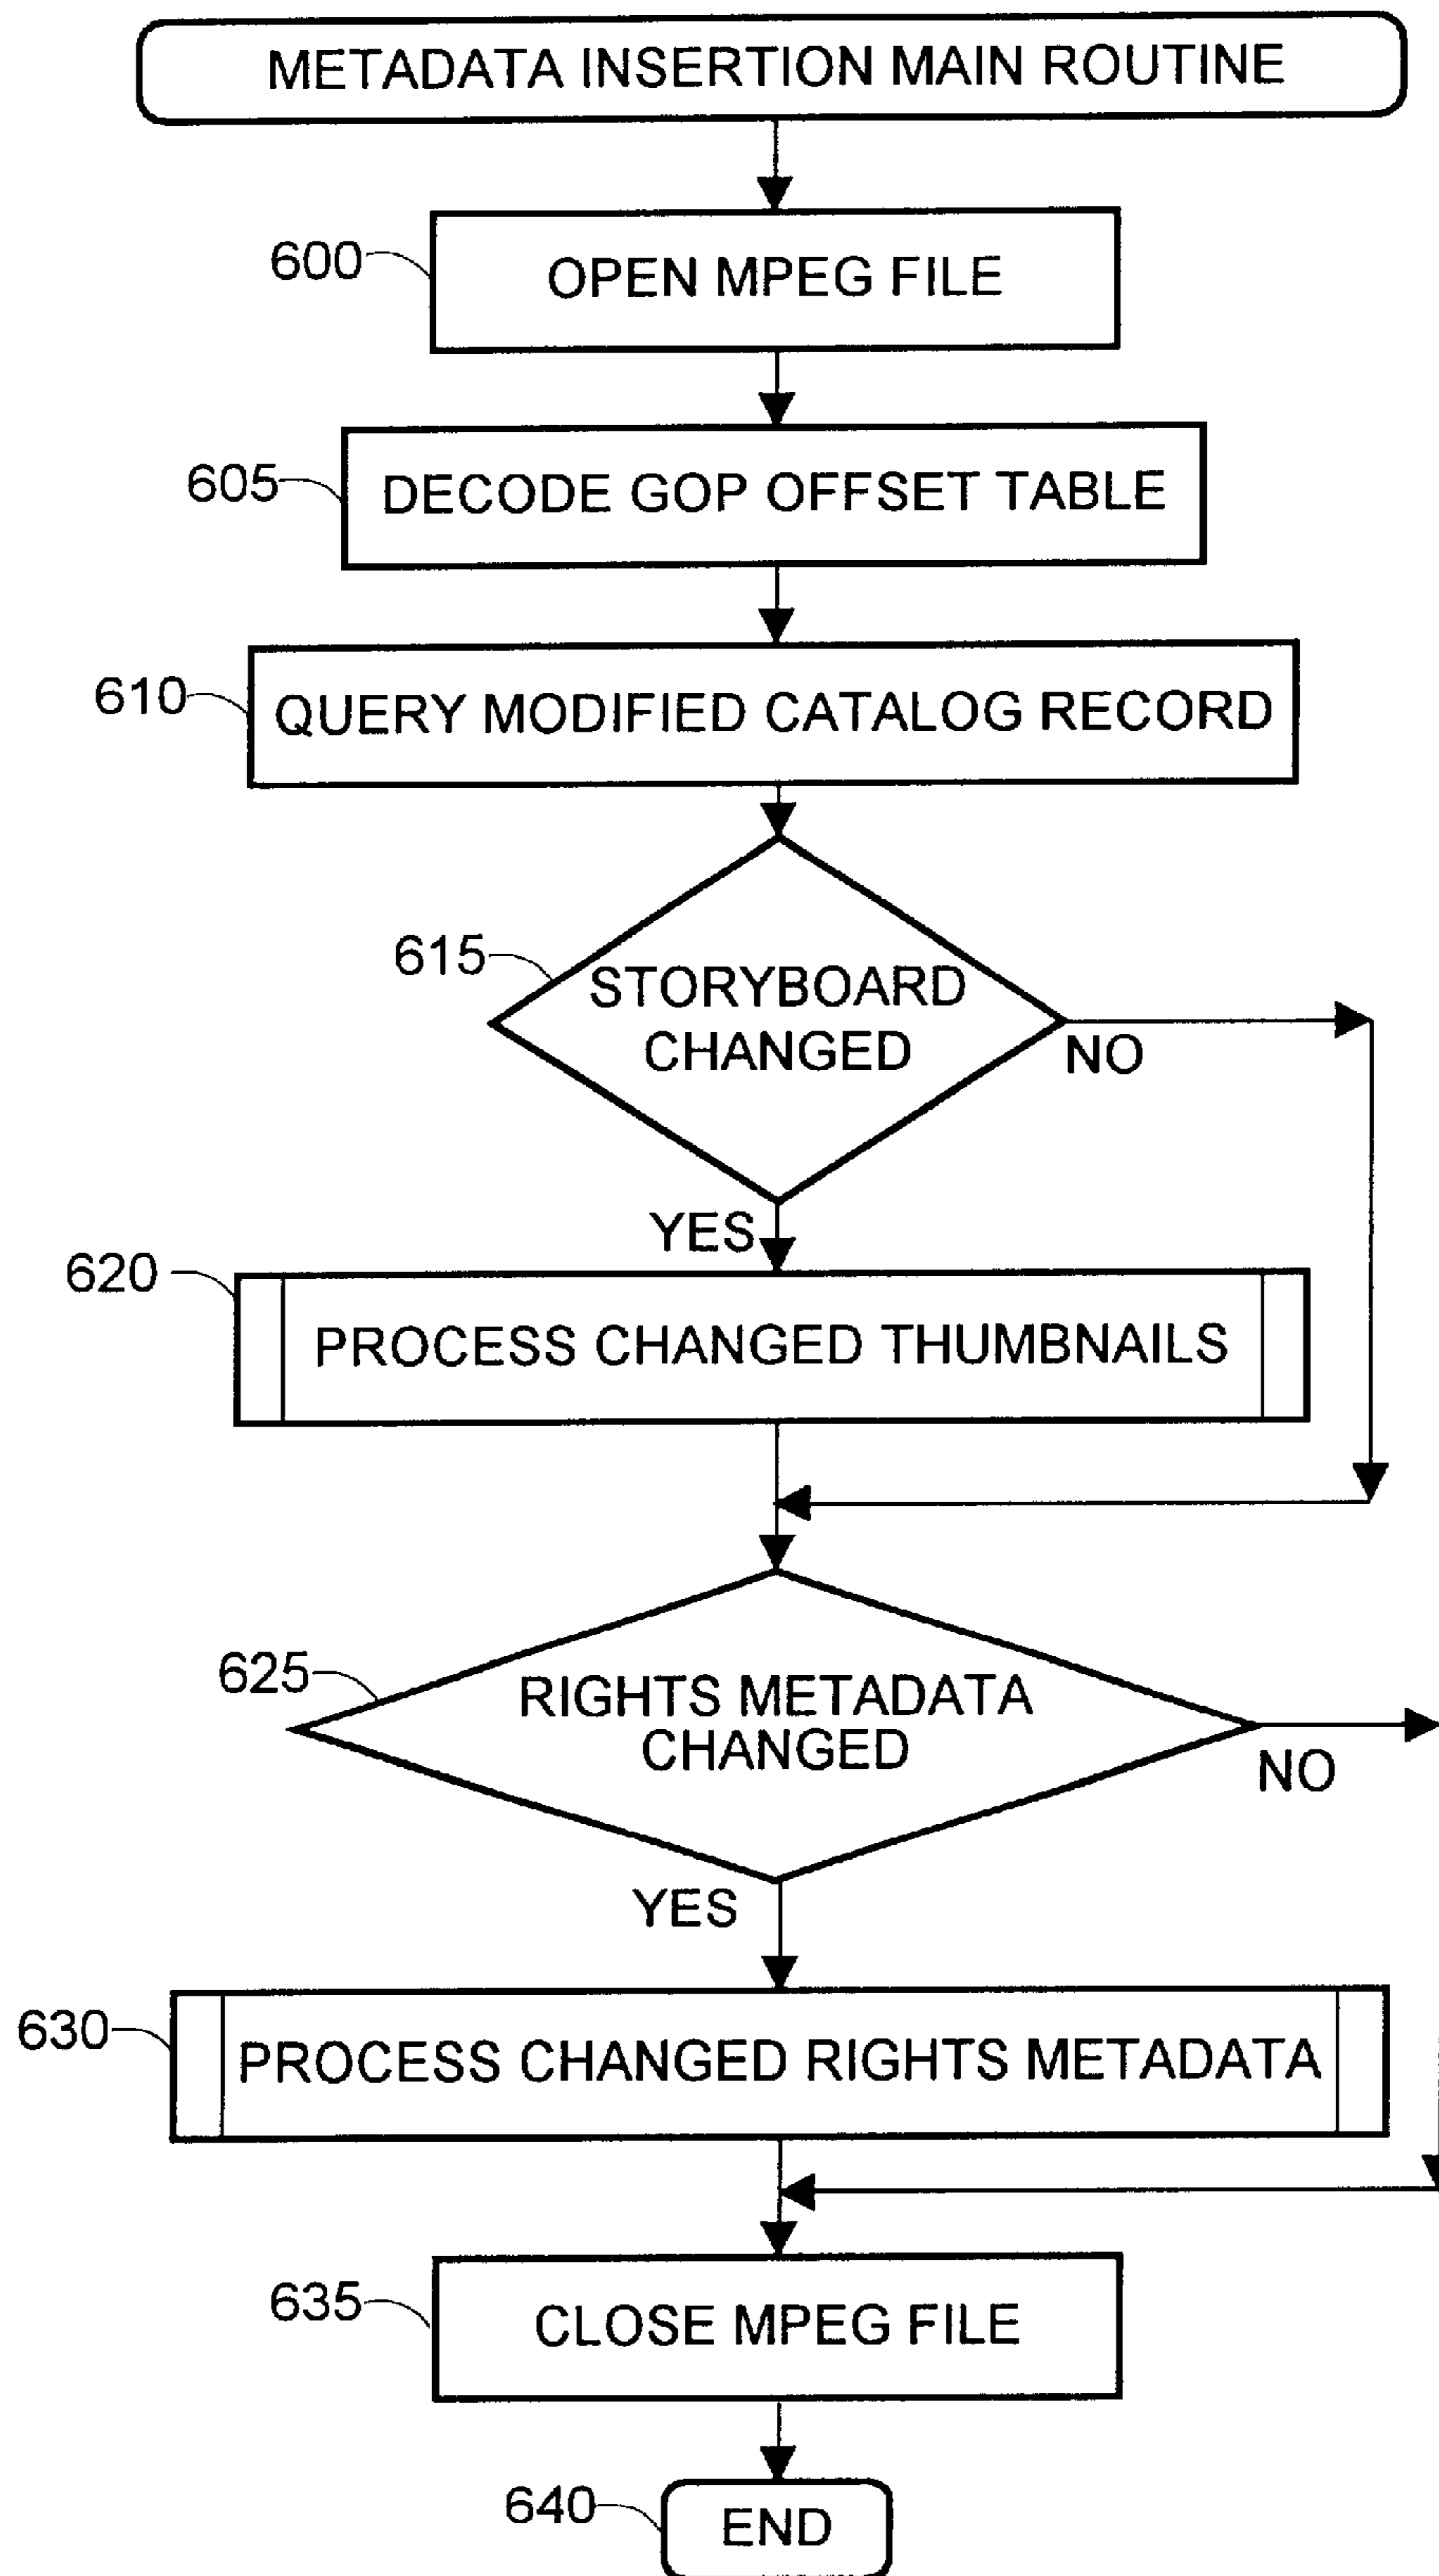 METADATA INSERTION MAIN ROUTINE
600
OPEN MPEG FILE
605
DECODE GOP OFFSET TABLE
610
QUERY MODIFIED CATALOG RECORD
615
STORYBOARD
CHANGED
NO
YES
620
PROCESS CHANGED THUMBNAILS
625
RIGHTS METADATA
CHANGED
NO
YES
630
PROCESS CHANGED RIGHTS METADATA
635
CLOSE MPEG FILE
640
END